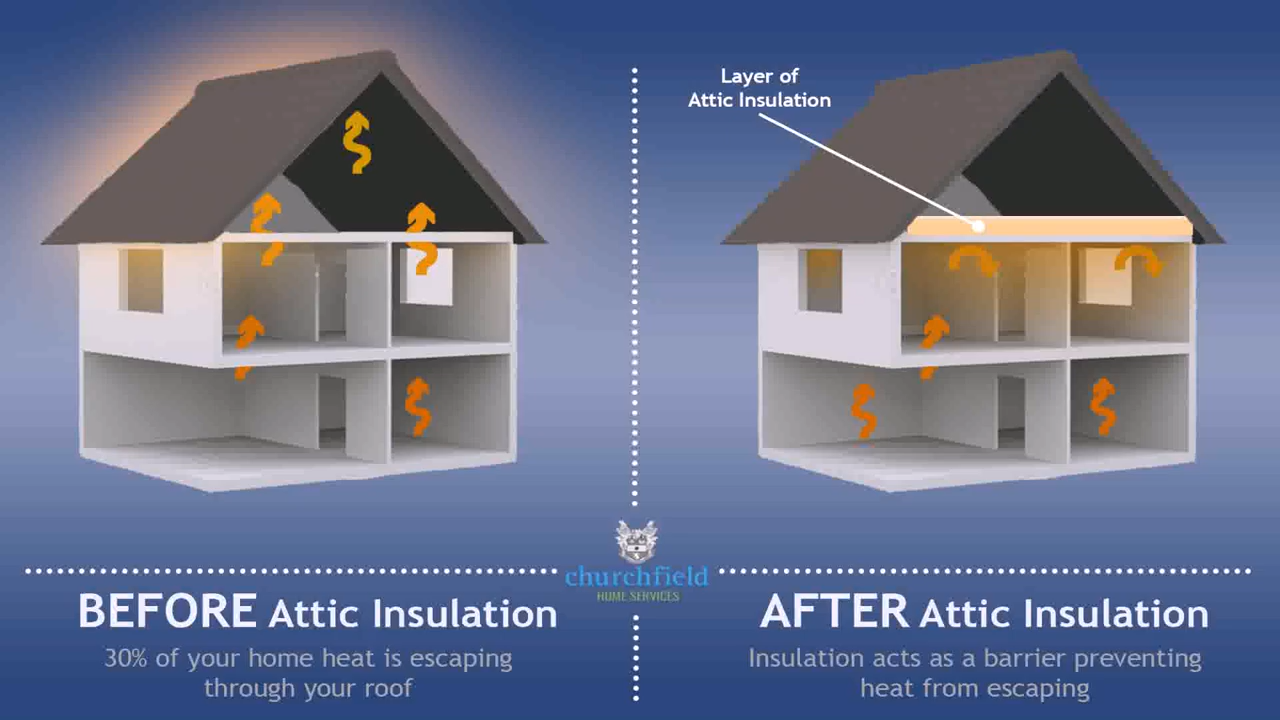 Layer of
Attic Insulation
churchfield
HOME SERVICES
BEFORE Attic Insulation
30% of your home heat is escaping
through your roof
AFTER Attic Insulation
Insulation acts as a barrier preventing
heat from escaping